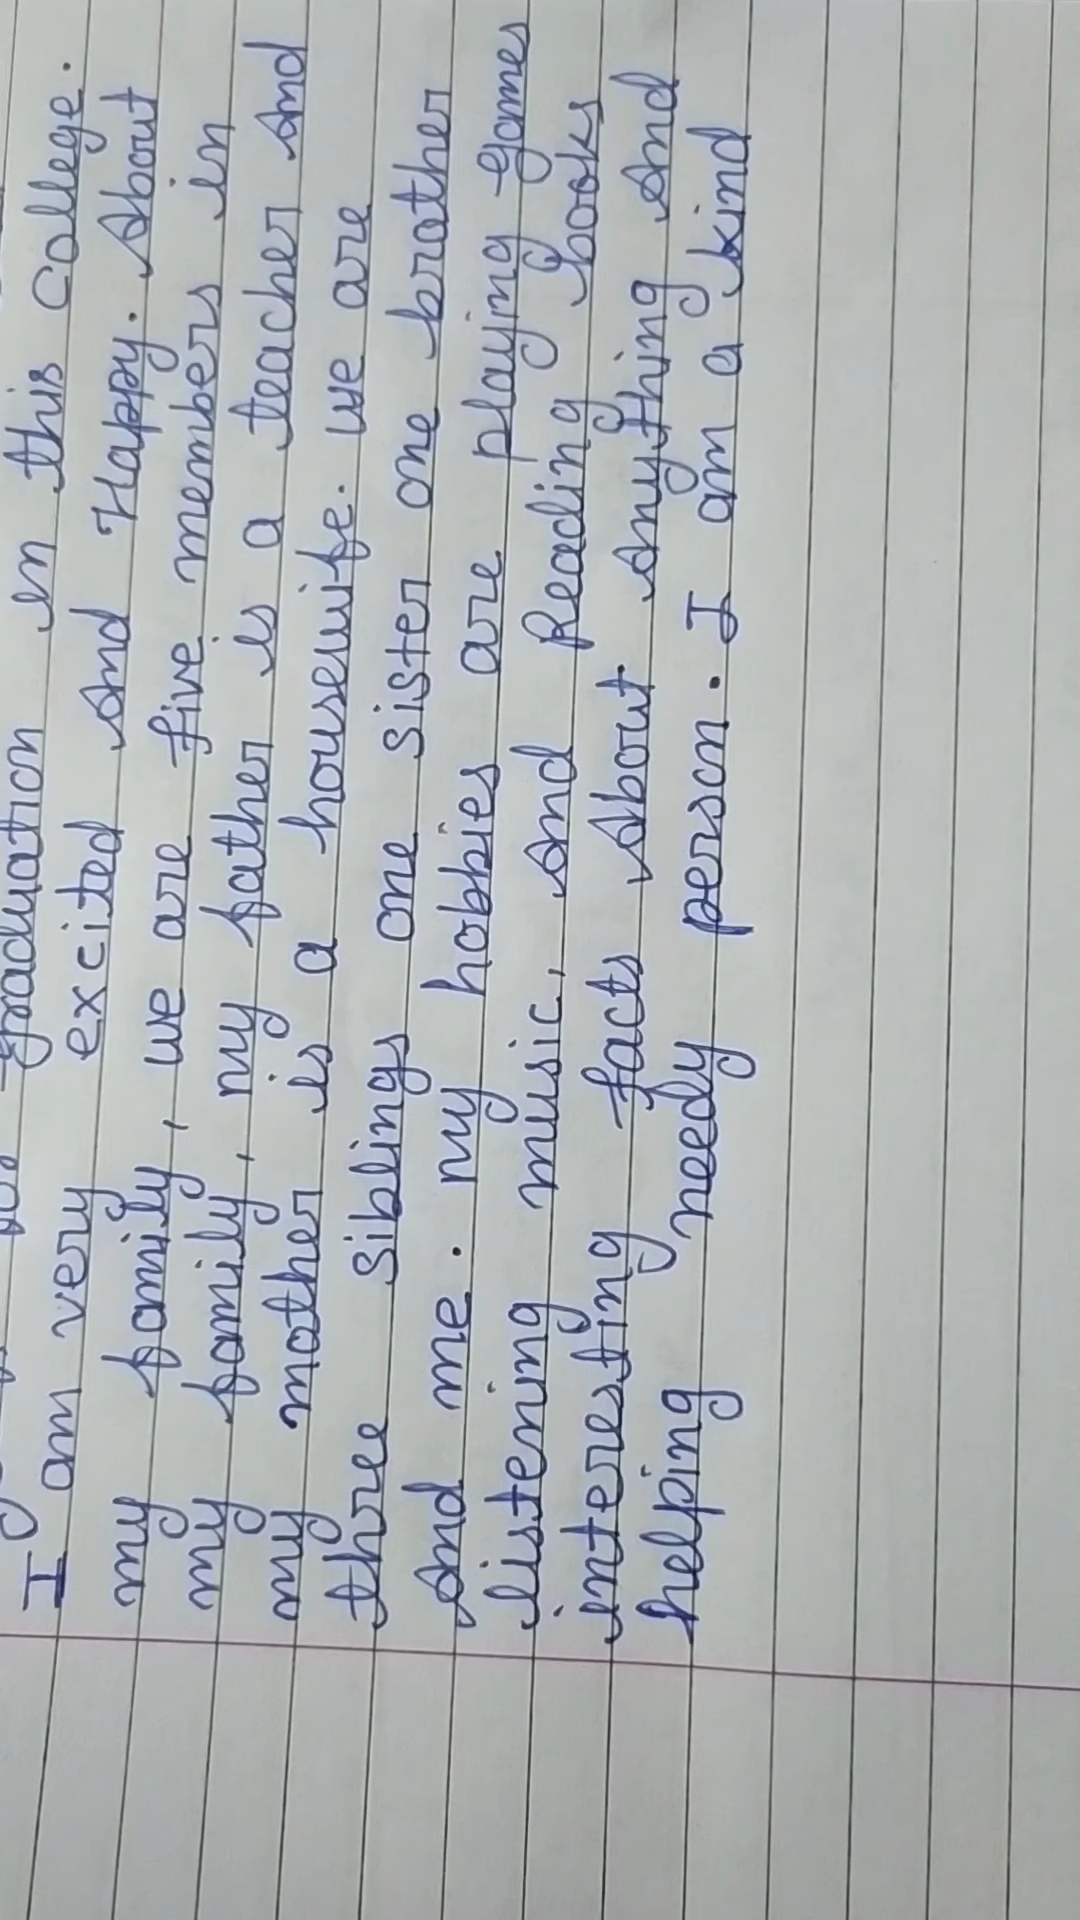 graduation in this college.
I am very excited And Happy. About
my family, we are five members in
my family, my father is a teacher And
my mother is a housewife. we are
three siblings one sister one brother
And me. my hobbies are playing games
listening music, And Reading books
interesting facts About Anything And
helping needy person. I am a kind